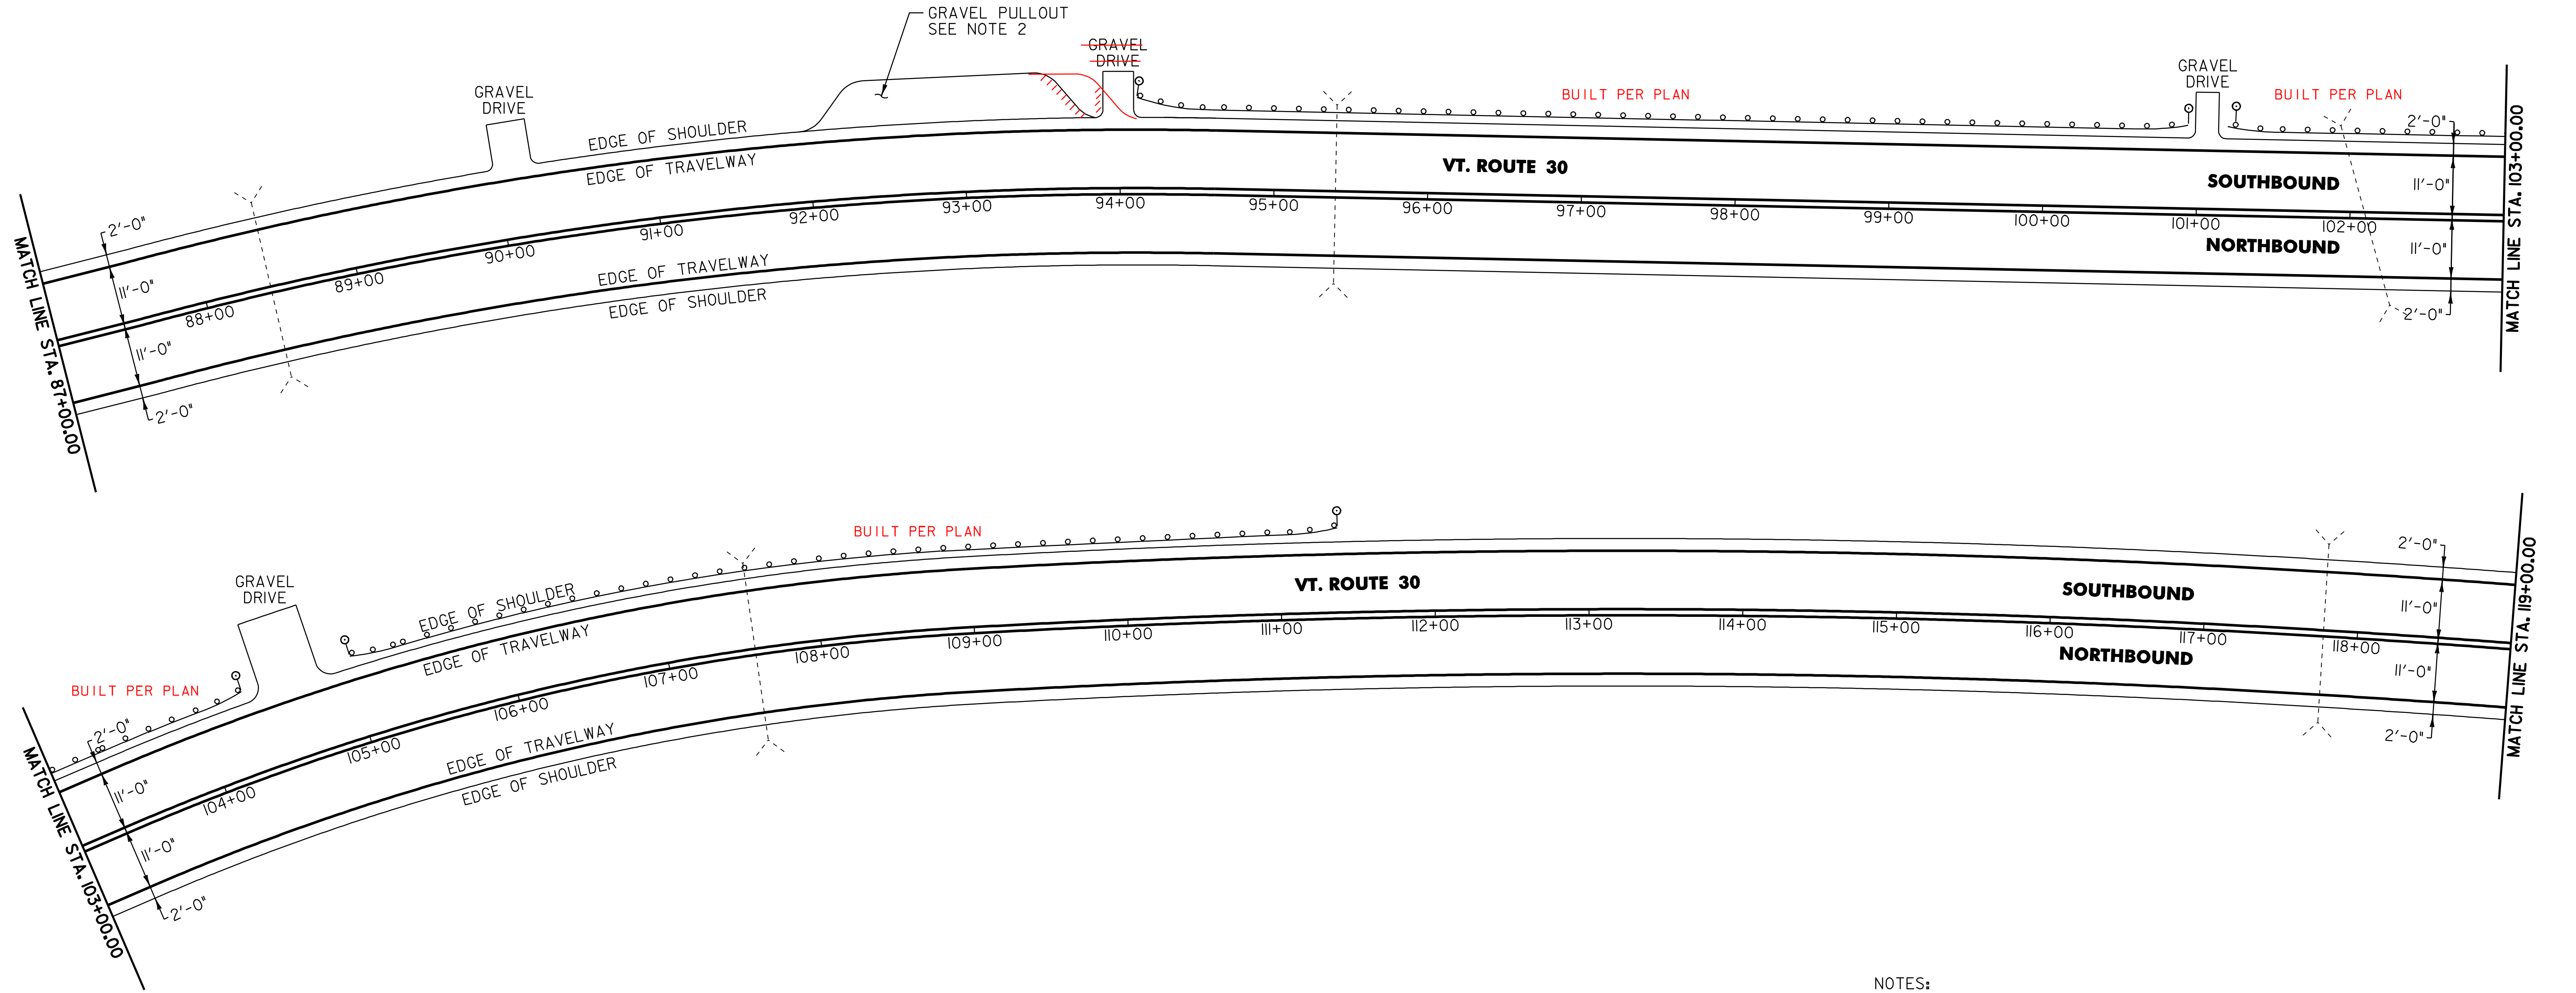 GRAVEL PULLOUT
SEE NOTE 2
GRAVEL
DRIVE
GRAVEL
DRIVE
GRAVEL
DRIVE
BUILT PER PLAN
BUILT PER PLAN
2'-0"
EDGE OF SHOULDER
EDGE OF TRAVELWAY
VT. ROUTE 30
SOUTHBOUND
11'-0"
2'-0"
11'-0"
88+00
89+00
90+00
91+00
92+00
93+00
94+00
95+00
96+00
97+00
98+00
99+00
100+00
101+00
102+00
NORTHBOUND
11'-0"
11'-0"
EDGE OF TRAVELWAY
EDGE OF SHOULDER
2'-0"
2'-0"
MATCH LINE STA. 87+00.00
MATCH LINE STA. 103+00.00
BUILT PER PLAN
GRAVEL
DRIVE
BUILT PER PLAN
EDGE OF SHOULDER
EDGE OF TRAVELWAY
VT. ROUTE 30
SOUTHBOUND
2'-0"
11'-0"
2'-0"
11'-0"
104+00
105+00
106+00
107+00
108+00
109+00
110+00
111+00
112+00
113+00
114+00
115+00
116+00
117+00
118+00
NORTHBOUND
11'-0"
11'-0"
EDGE OF TRAVELWAY
EDGE OF SHOULDER
2'-0"
2'-0"
MATCH LINE STA. 103+00.00
MATCH LINE STA. 119+00.00
NOTES: